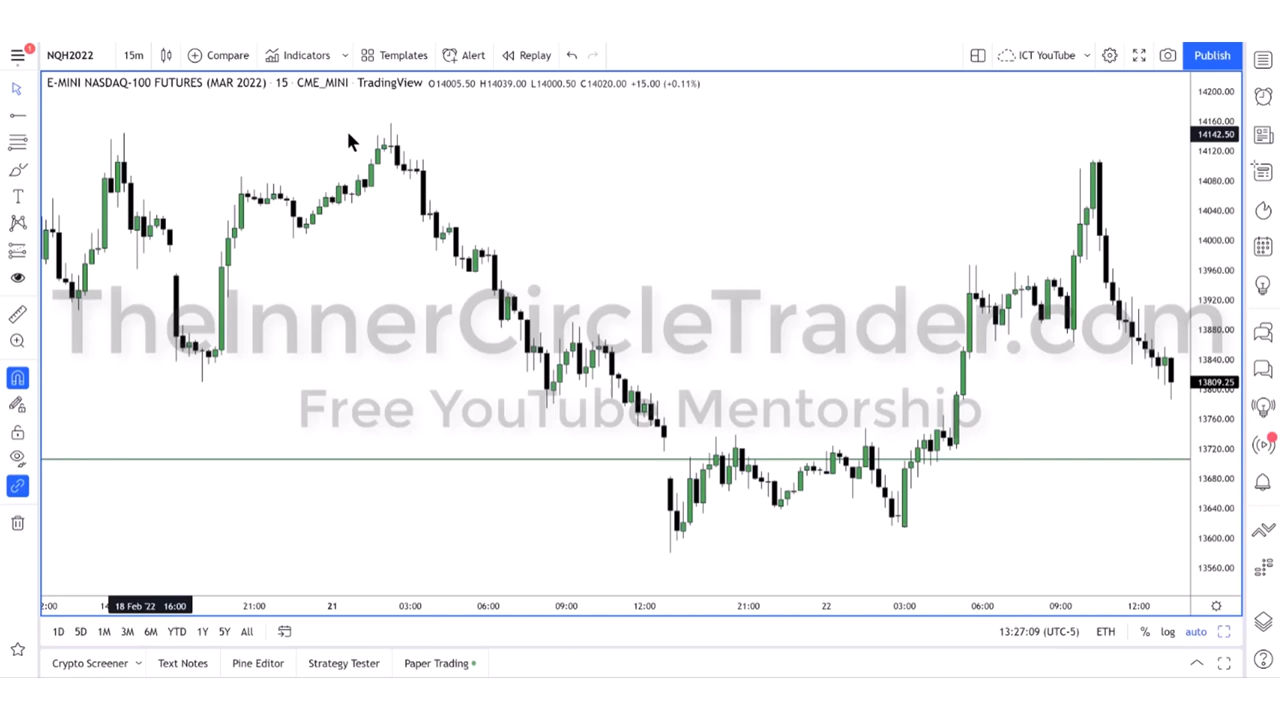 NQH2022 15m Compare Indicators Templates Alert Replay ICT YouTube Publish
E-MINI NASDAQ-100 FUTURES (MAR 2022) · 15 · CME_MINI · TradingView O14005.50 H14039.00 L14000.50 C14020.00 +15.00 (+0.11%)
14200.00
14160.00
14142.50
14120.00
14080.00
14040.00
14000.00
13960.00
13920.00
13880.00
13840.00
13809.25
13760.00
13720.00
13680.00
13640.00
13600.00
13560.00
TheInnerCircleTrader.com
Free YouTube Mentorship
2:00 18 Feb '22 16:00 21:00 21 03:00 06:00 09:00 12:00 21:00 22 03:00 06:00 09:00 12:00
1D 5D 1M 3M 6M YTD 1Y 5Y All 13:27:09 (UTC-5) ETH % log auto
Crypto Screener Text Notes Pine Editor Strategy Tester Paper Trading